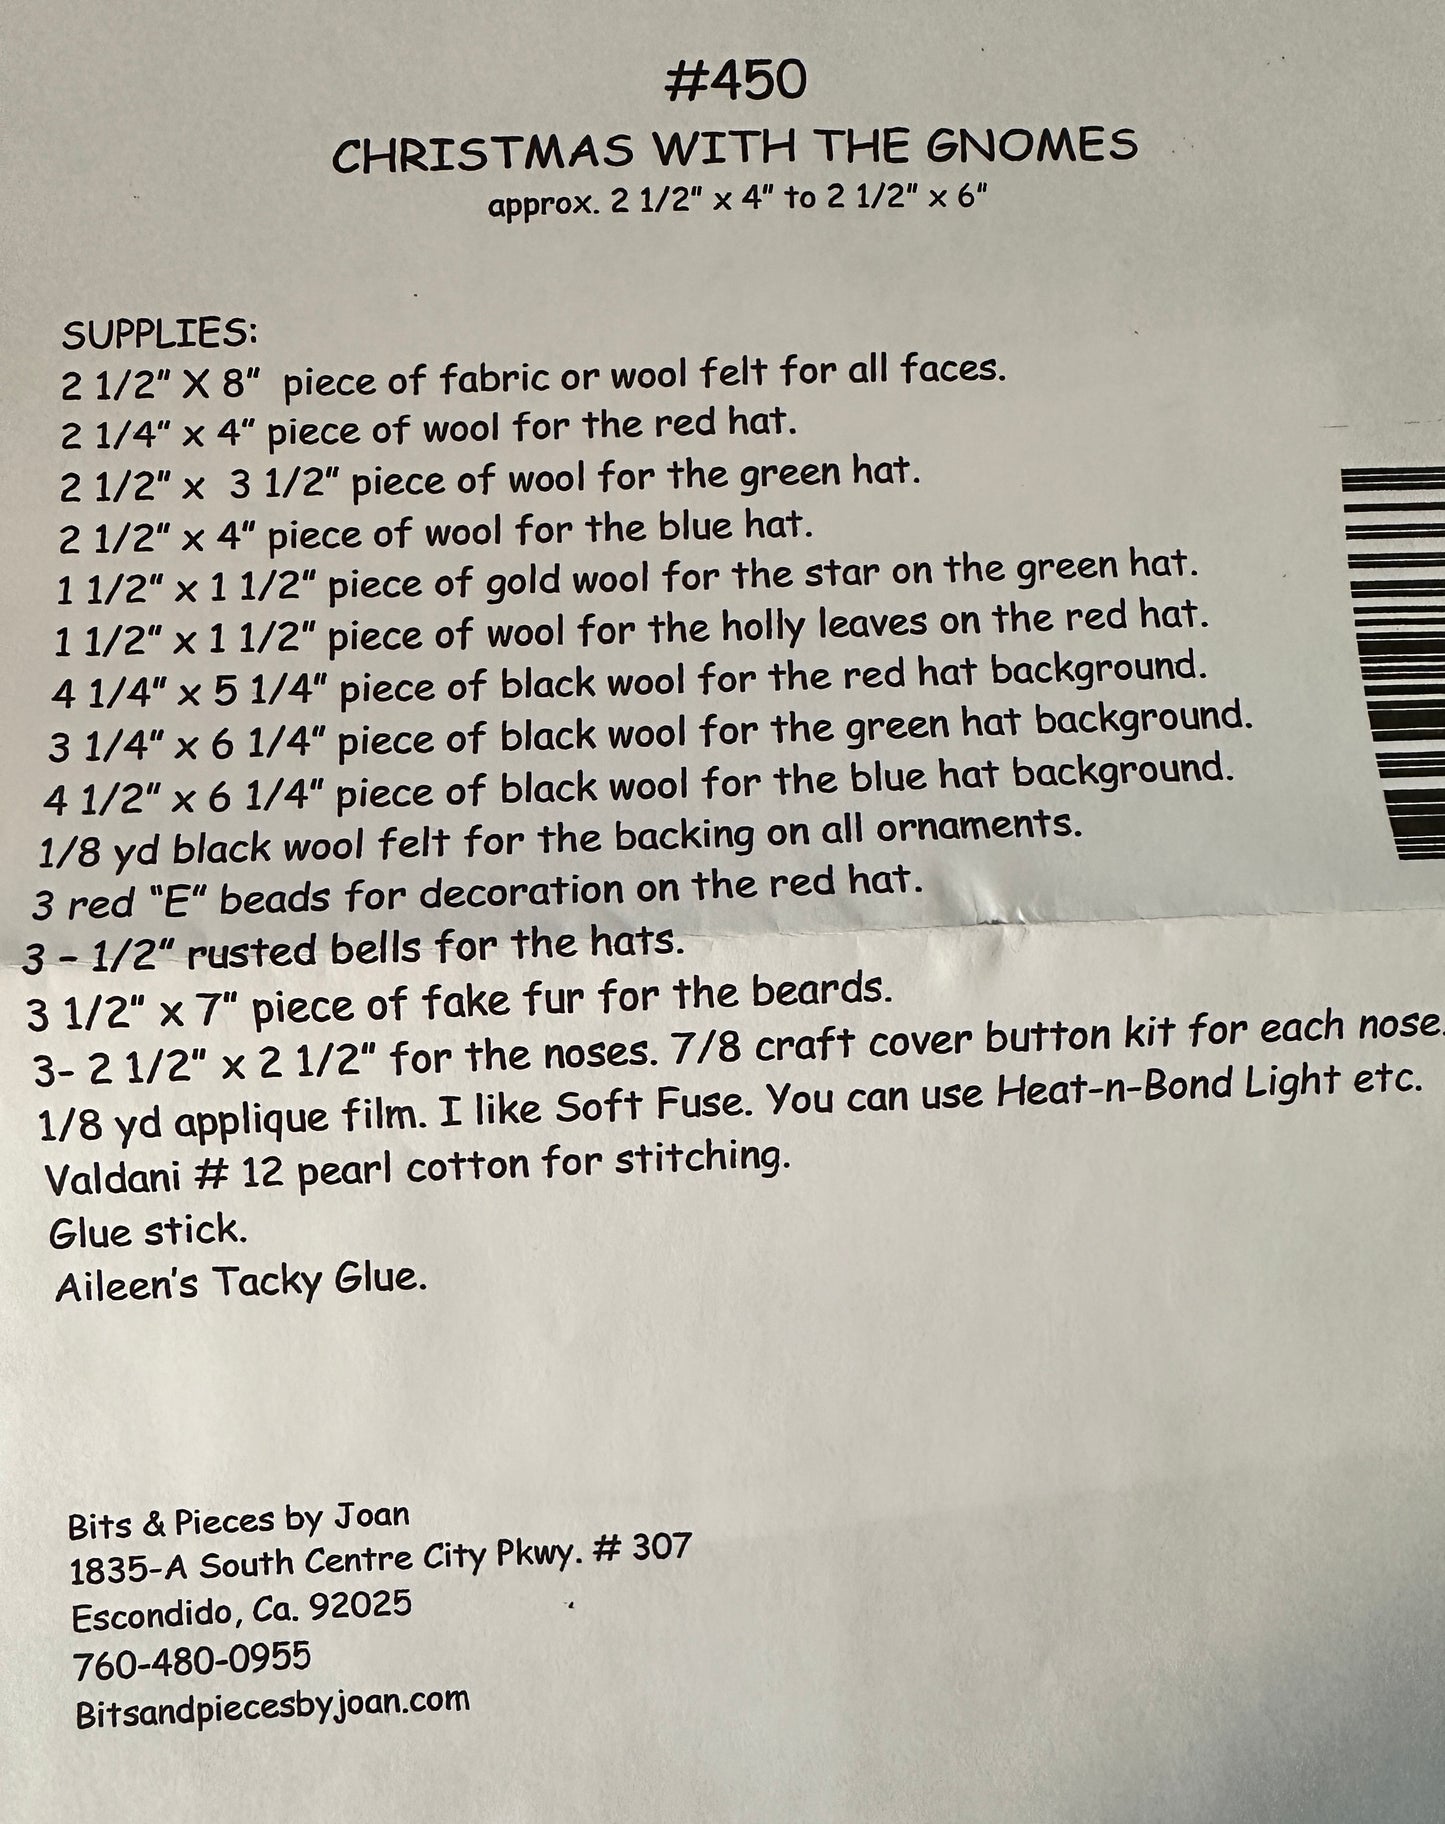 #450
CHRISTMAS WITH THE GNOMES
approx. 2 1/2" x 4" to 2 1/2" x 6"
SUPPLIES:
2 1/2" X 8" piece of fabric or wool felt for all faces.
2 1/4" x 4" piece of wool for the red hat.
2 1/2" x 3 1/2" piece of wool for the green hat.
2 1/2" x 4" piece of wool for the blue hat.
1 1/2" x 1 1/2" piece of gold wool for the star on the green hat.
1 1/2" x 1 1/2" piece of wool for the holly leaves on the red hat.
4 1/4" x 5 1/4" piece of black wool for the red hat background.
3 1/4" x 6 1/4" piece of black wool for the green hat background.
4 1/2" x 6 1/4" piece of black wool for the blue hat background.
1/8 yd black wool felt for the backing on all ornaments.
3 red "E" beads for decoration on the red hat.
3 - 1/2" rusted bells for the hats.
3 1/2" x 7" piece of fake fur for the beards.
3- 2 1/2" x 2 1/2" for the noses. 7/8 craft cover button kit for each nose.
1/8 yd applique film. I like Soft Fuse. You can use Heat-n-Bond Light etc.
Valdani # 12 pearl cotton for stitching.
Glue stick.
Aileen's Tacky Glue.
Bits & Pieces by Joan
1835-A South Centre City Pkwy. # 307
Escondido, Ca. 92025
760-480-0955
Bitsandpiecesbyjoan.com